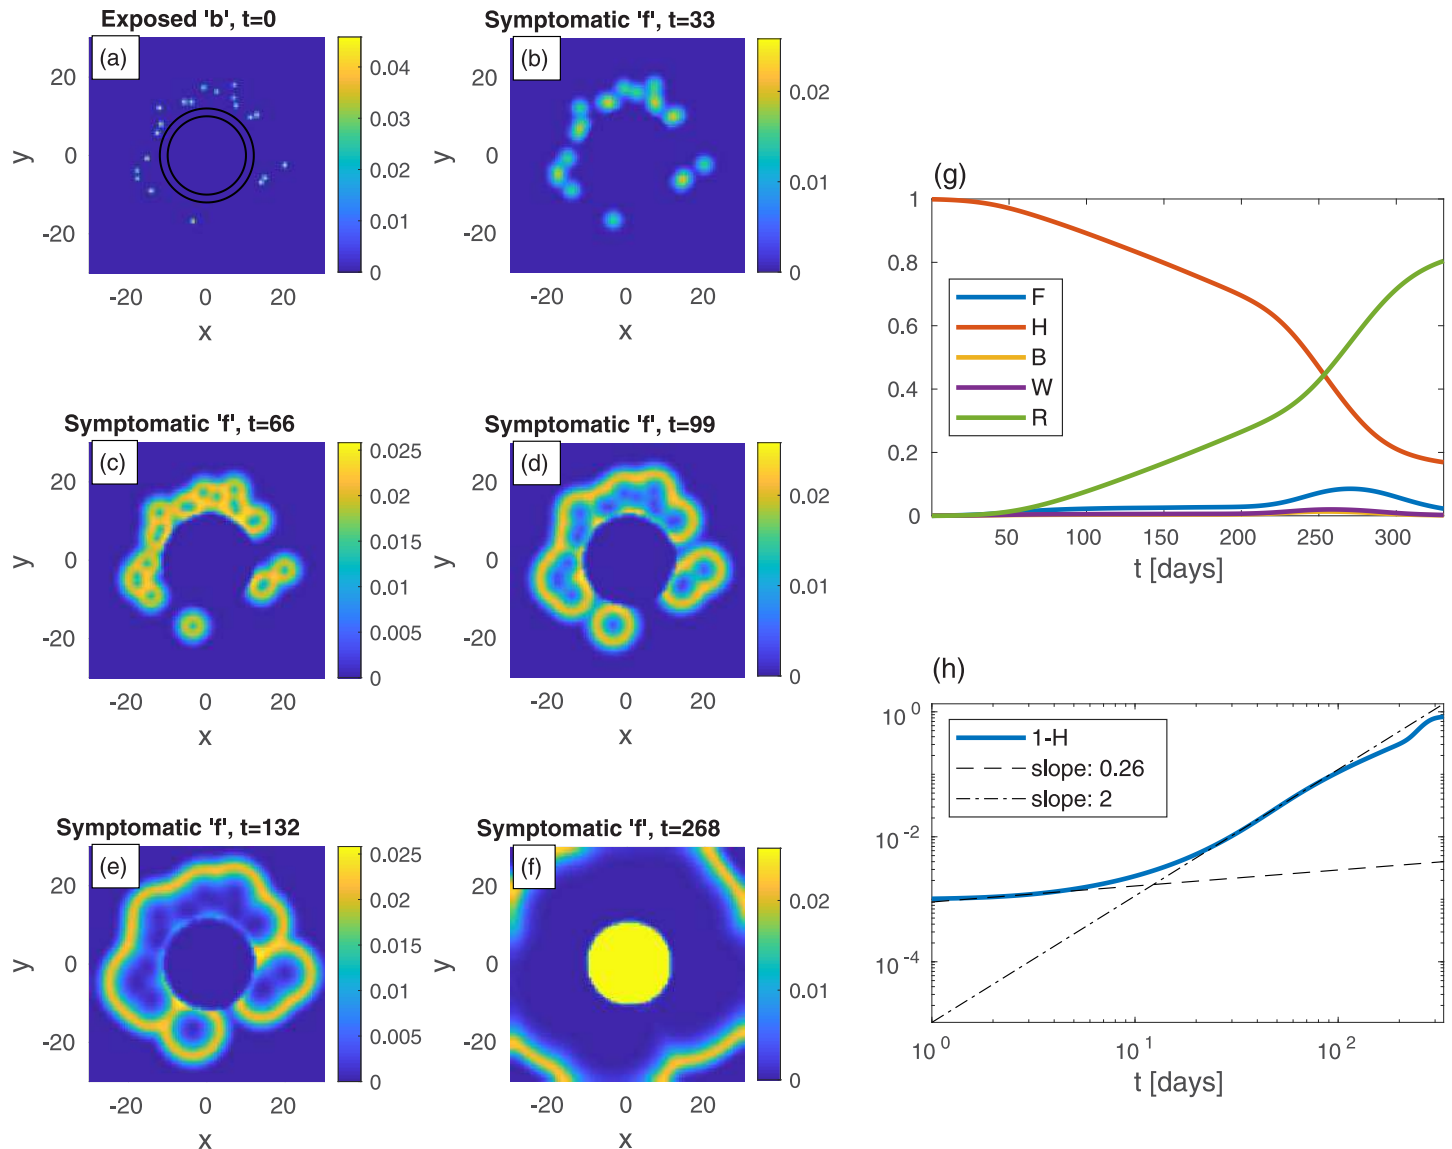 Exposed 'b', t=0
(a)
20
0
-20
y
-20 0 20
x
0.04
0.03
0.02
0.01
0
Symptomatic 'f', t=33
(b)
20
0
-20
y
-20 0 20
x
0.02
0.01
0
Symptomatic 'f', t=66
(c)
20
0
-20
y
-20 0 20
x
0.025
0.02
0.015
0.01
0.005
0
Symptomatic 'f', t=99
(d)
20
0
-20
y
-20 0 20
x
0.02
0.01
0
Symptomatic 'f', t=132
(e)
20
0
-20
y
-20 0 20
x
0.025
0.02
0.015
0.01
0.005
0
Symptomatic 'f', t=268
(f)
20
0
-20
y
-20 0 20
x
0.02
0.01
0
(g)
1
0.8
0.6
0.4
0.2
0
F
H
B
W
R
50 100 150 200 250 300
t [days]
(h)
10^0
10^-2
10^-4
1-H
slope: 0.26
slope: 2
10^0 10^1 10^2
t [days]